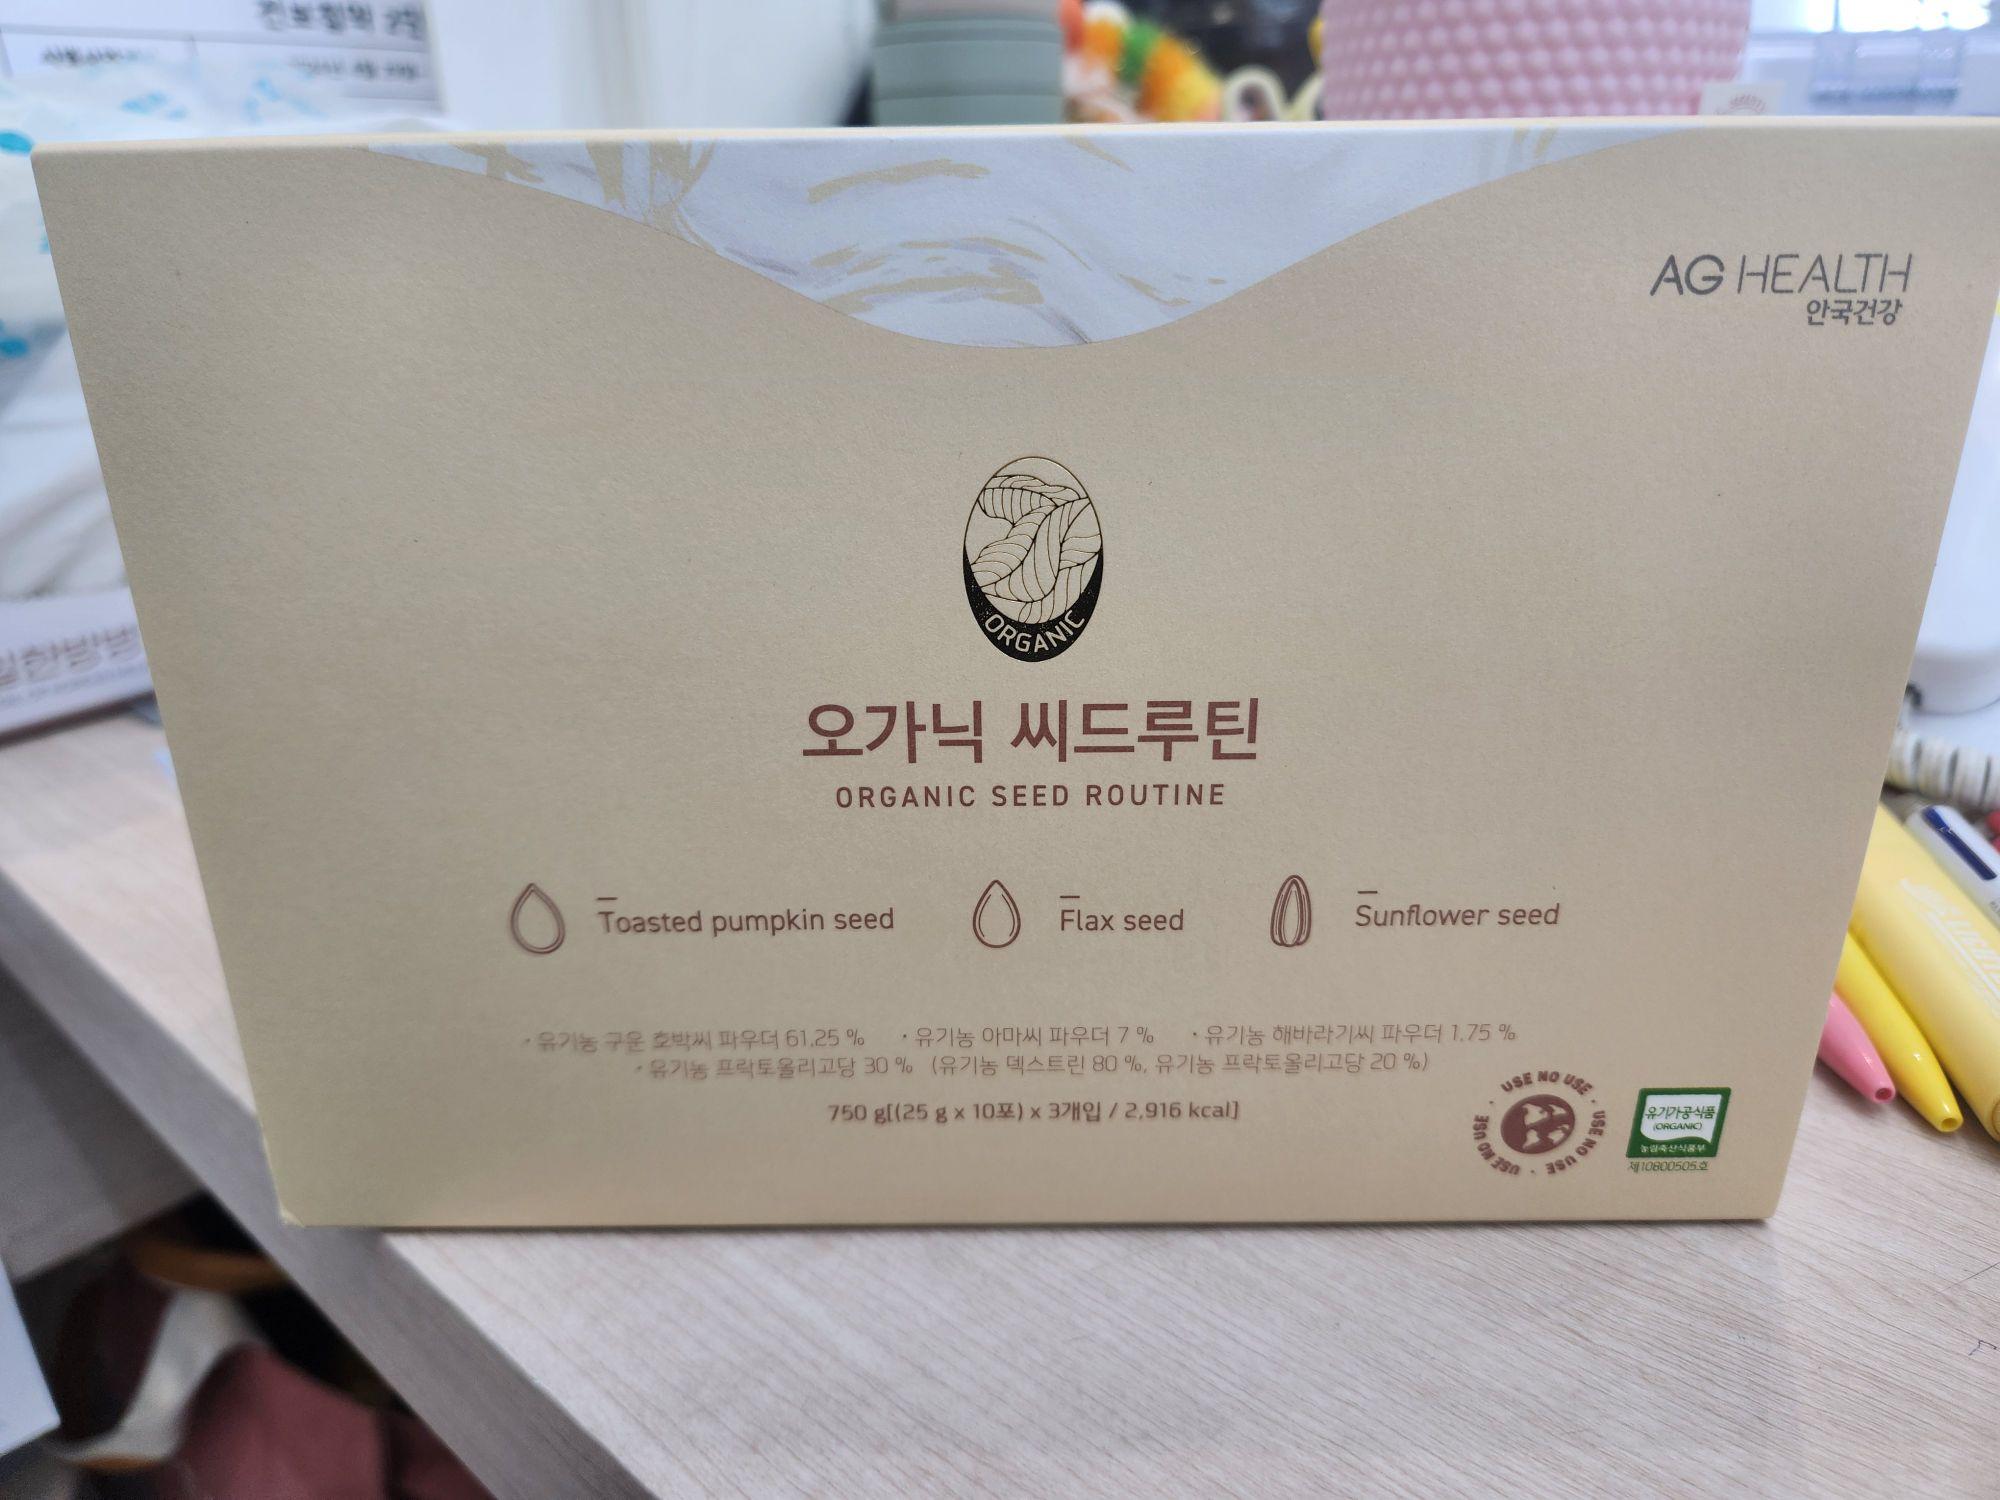 AG HEALTH
안국건강
ORGANIC
오가닉 씨드루틴
ORGANIC SEED ROUTINE
Toasted pumpkin seed
Flax seed
Sunflower seed
· 유기농 구운 호박씨 파우더 61.25 % · 유기농 아마씨 파우더 7 % · 유기농 해바라기씨 파우더 1.75 %
· 유기농 프락토올리고당 30 % (유기농 덱스트린 80 %, 유기농 프락토올리고당 20 %)
750 g[(25 g x 10포) x 3개입 / 2,916 kcal]
USE NO USE · USE NO USE · USE NO USE ·
유기가공식품
(ORGANIC)
농림축산식품부
제10800505호